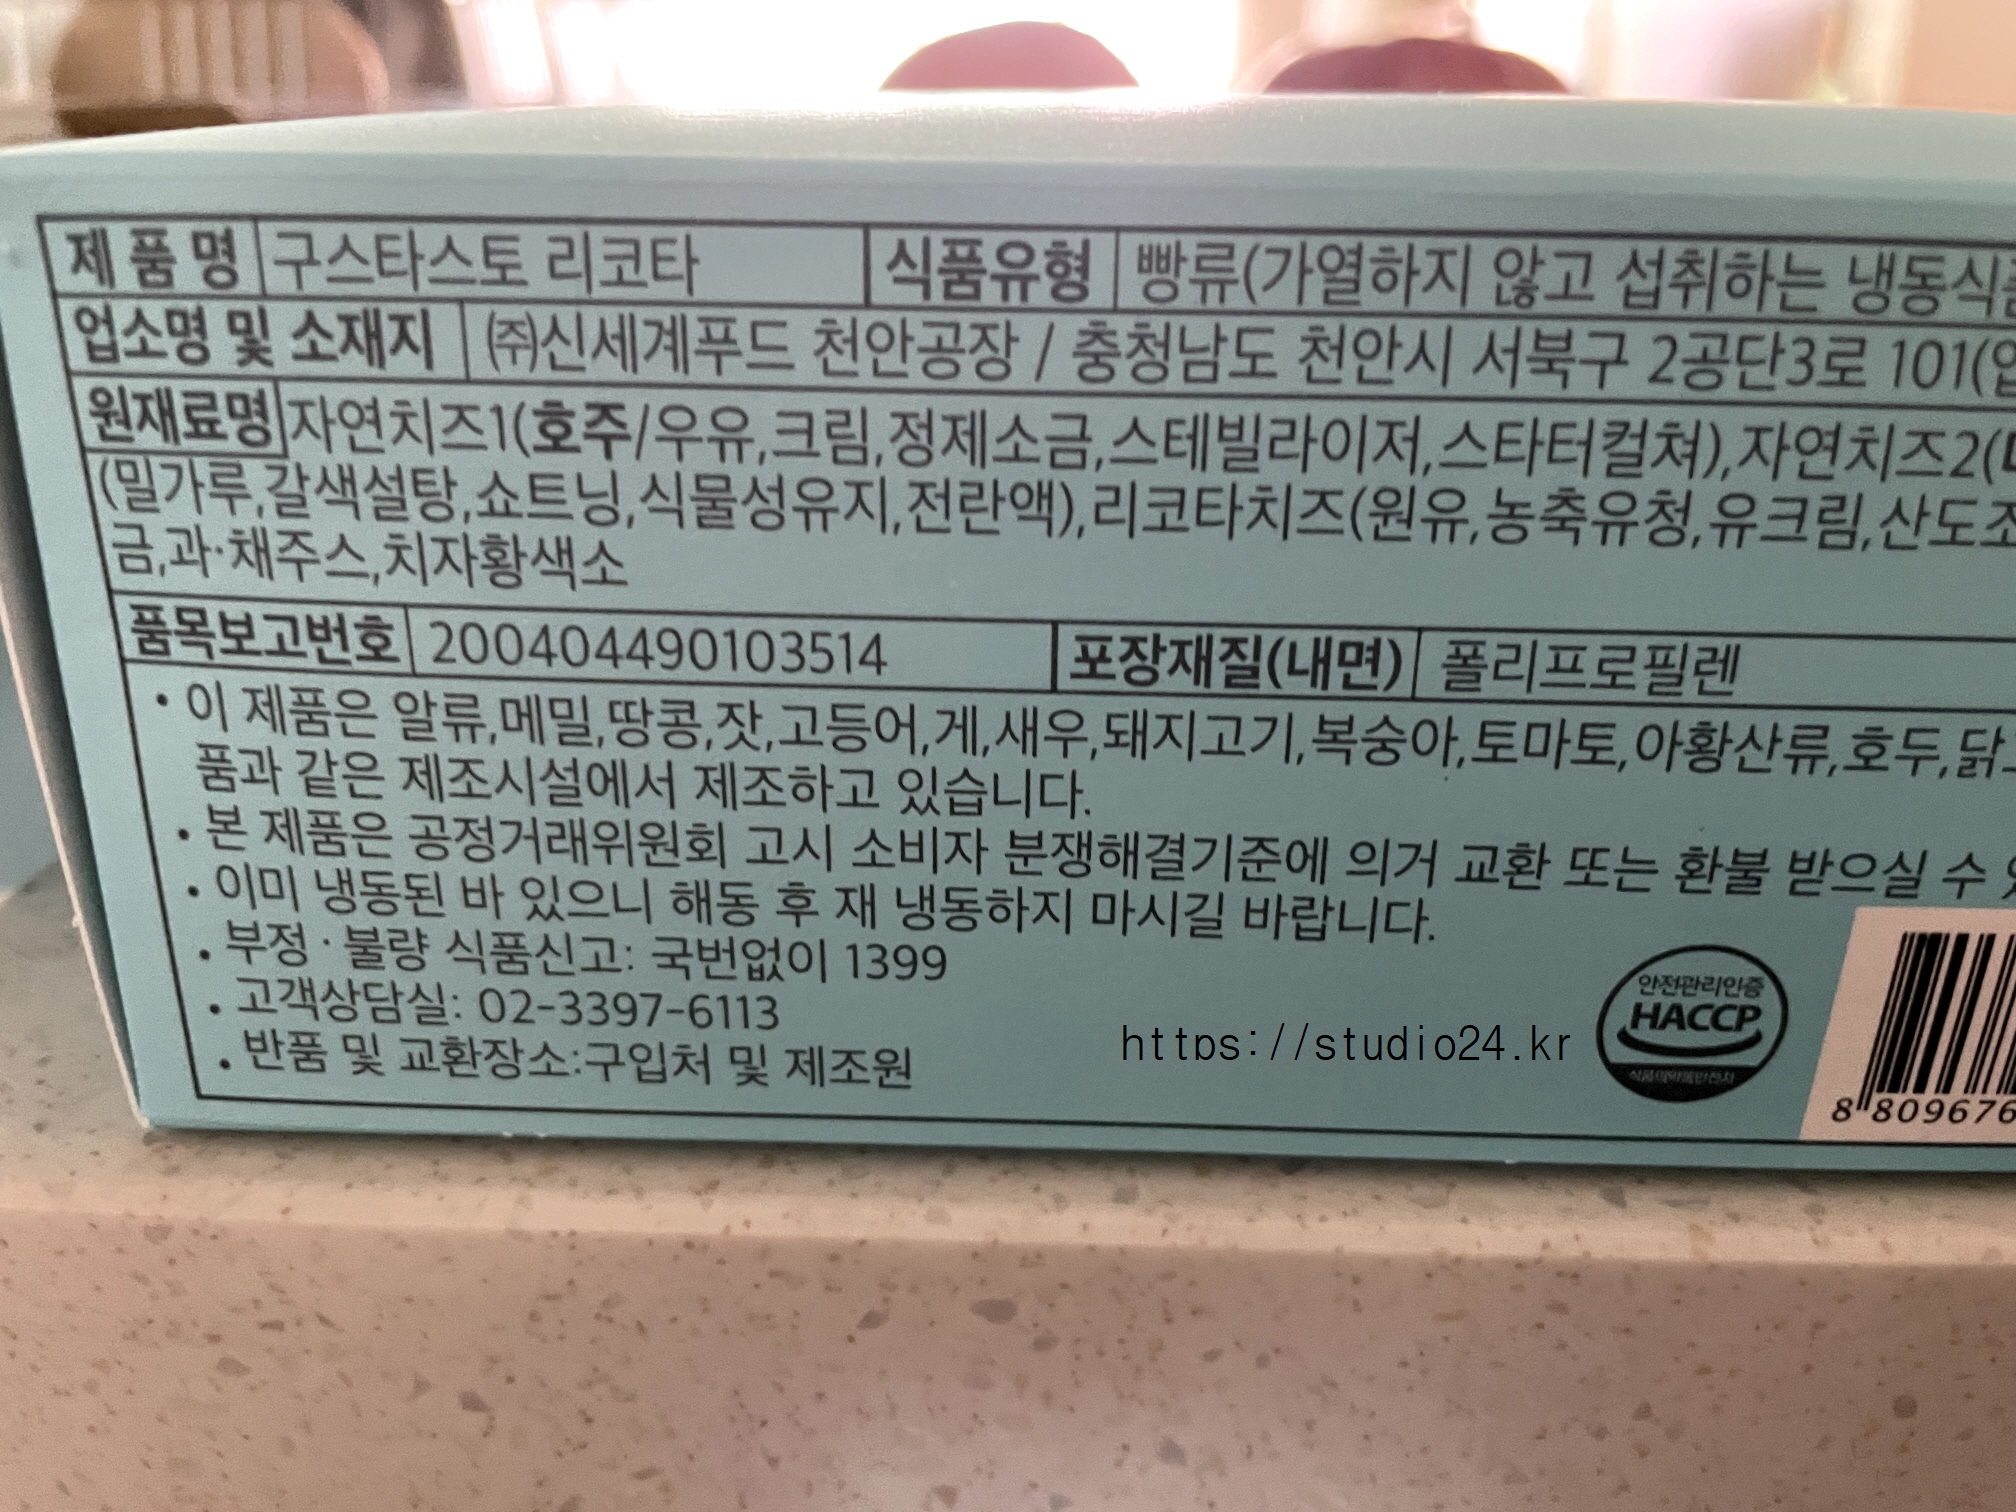 제 품 명 구스타스토 리코타 식품유형 빵류(가열하지 않고 섭취하는 냉동식
업소명 및 소재지 ㈜신세계푸드 천안공장 / 충청남도 천안시 서북구 2공단3로 101(
원재료명 자연치즈1(호주/우유,크림,정제소금,스테빌라이저,스타터컬쳐),자연치즈2(
(밀가루,갈색설탕,쇼트닝,식물성유지,전란액),리코타치즈(원유,농축유청,유크림,산도조
금,과·채주스,치자황색소
품목보고번호 200404490103514 포장재질(내면) 폴리프로필렌
• 이 제품은 알류,메밀,땅콩,잣,고등어,게,새우,돼지고기,복숭아,토마토,아황산류,호두,닭
품과 같은 제조시설에서 제조하고 있습니다.
• 본 제품은 공정거래위원회 고시 소비자 분쟁해결기준에 의거 교환 또는 환불 받으실 수
• 이미 냉동된 바 있으니 해동 후 재 냉동하지 마시길 바랍니다.
• 부정·불량 식품신고: 국번없이 1399
• 고객상담실: 02-3397-6113
• 반품 및 교환장소:구입처 및 제조원
https://studio24.kr
안전관리인증
HACCP
식품의약품안전처
8 809676